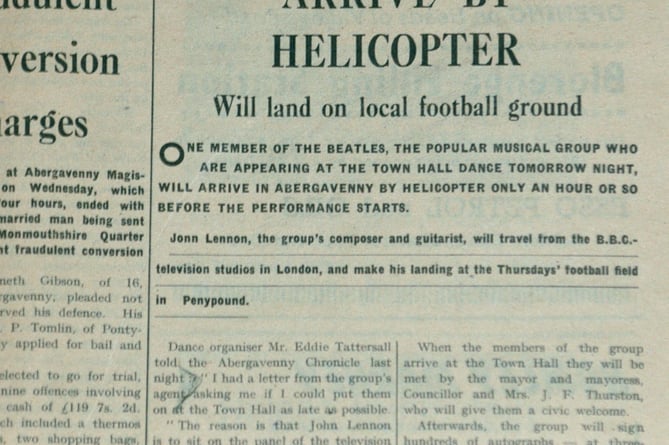 ARRIVE BY
HELICOPTER
Will land on local football ground
ONE MEMBER OF THE BEATLES, THE POPULAR MUSICAL GROUP WHO
ARE APPEARING AT THE TOWN HALL DANCE TOMORROW NIGHT,
WILL ARRIVE IN ABERGAVENNY BY HELICOPTER ONLY AN HOUR OR SO
BEFORE THE PERFORMANCE STARTS.
John Lennon, the group's composer and guitarist, will travel from the B.B.C.-
television studios in London, and make his landing at the Thursdays' football field
in Penypound.
Dance organiser Mr. Eddie Tattersall
told the Abergavenny Chronicle last
night: "I had a letter from the group's
agent asking me if I could put them
on at the Town Hall as late as possible.
"The reason is that John Lennon
is to sit on the panel of the television
When the members of the group
arrive at the Town Hall they will be
met by the mayor and mayoress,
Councillor and Mrs. J. F. Thurston,
who will give them a civic welcome.
Afterwards, the group will sign
hundreds of autographs
version
arges
at Abergavenny Magis-
on Wednesday, which
our hours, ended with
married man being sent
Monmouthshire Quarter
nt fraudulent conversion
neth Gibson, of 16,
rgavenny, pleaded not
rved his defence. His
P. Tomlin, of Ponty-
y applied for bail and
elected to go for trial,
nine offences involving
cash of £119 7s. 2d.
ch included a thermos
two shopping bags,